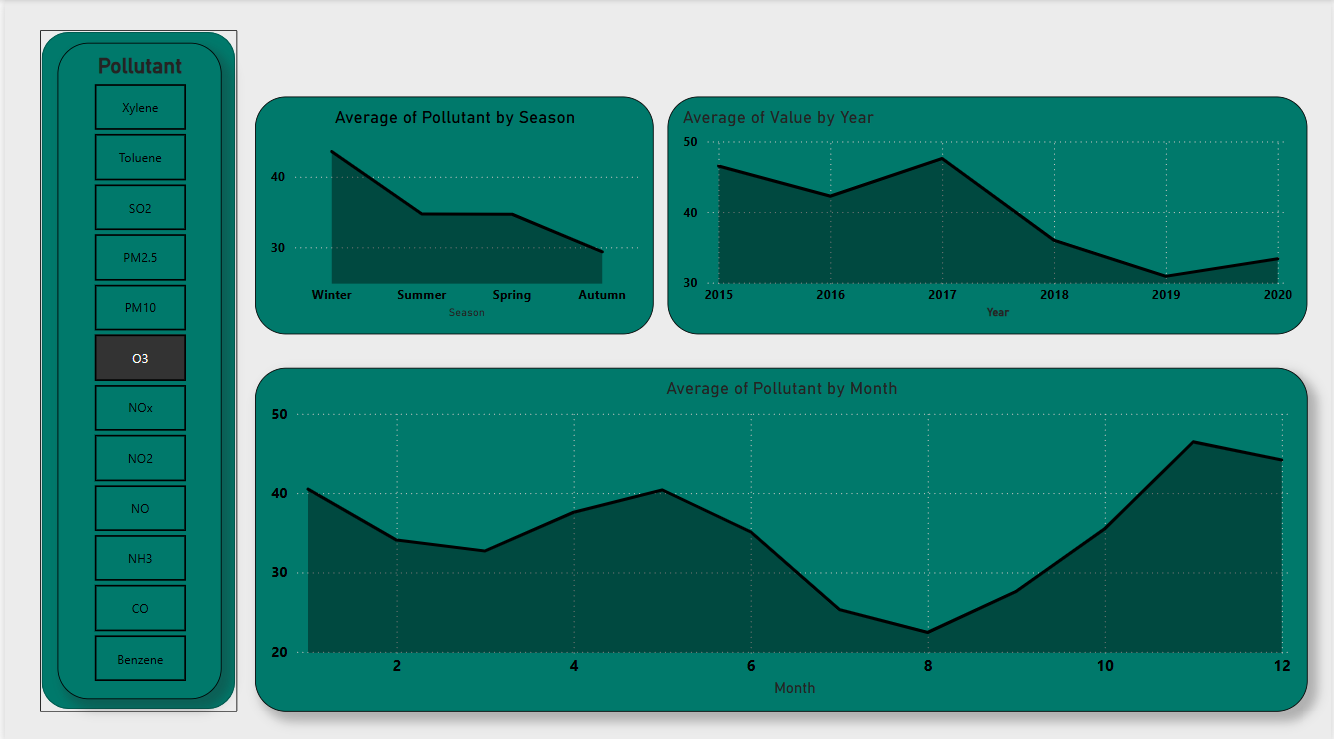 Pollutant
Xylene
Toluene
SO2
PM2.5
PM10
O3
NOx
NO2
NO
NH3
CO
Benzene
Average of Pollutant by Season
40
30
Winter Summer Spring Autumn
Season
Average of Value by Year
50
40
30
2015 2016 2017 2018 2019 2020
Year
Average of Pollutant by Month
50
40
30
20
2 4 6 8 10 12
Month